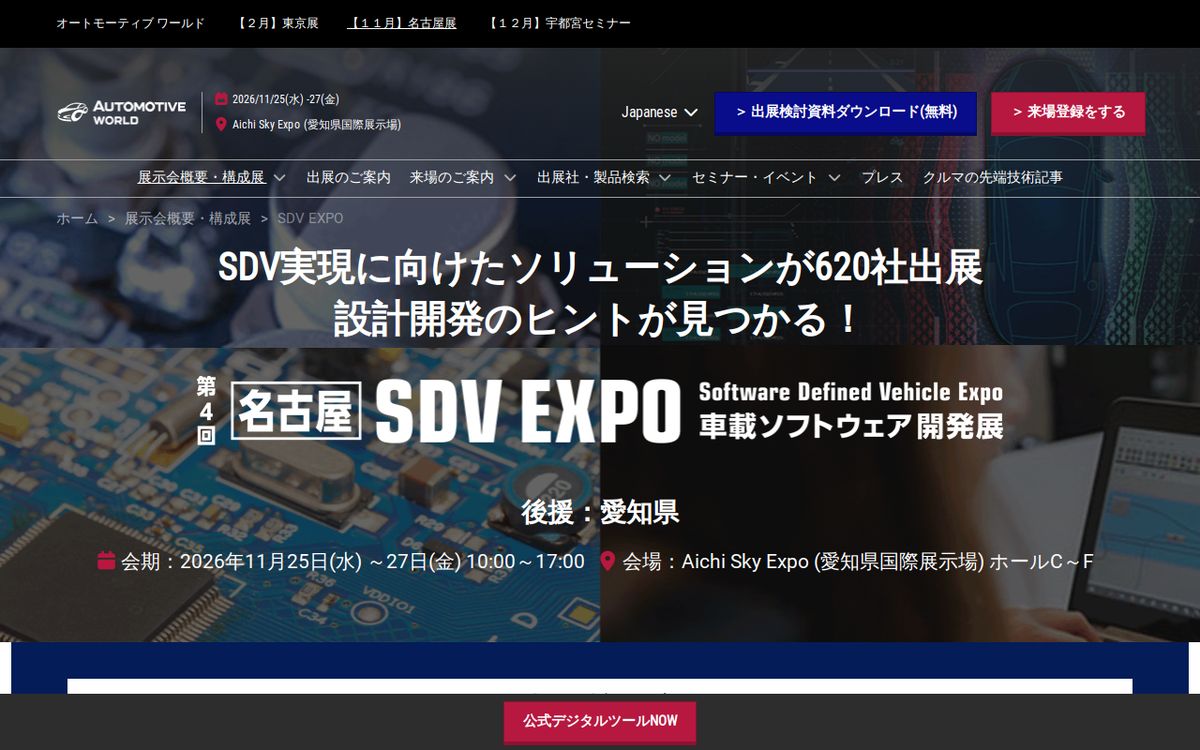 オートモーティブ ワールド 【２月】東京展 【１１月】名古屋展 【１２月】宇都宮セミナー
AUTOMOTIVE WORLD
2026/11/25(水) -27(金)
Aichi Sky Expo (愛知県国際展示場)
Japanese
＞出展検討資料ダウンロード(無料)
＞来場登録をする
展示会概要・構成展 出展のご案内 来場のご案内 出展社・製品検索 セミナー・イベント プレス クルマの先端技術記事
ホーム > 展示会概要・構成展 > SDV EXPO
SDV実現に向けたソリューションが620社出展
設計開発のヒントが見つかる！
第4回 名古屋 SDV EXPO
Software Defined Vehicle Expo
車載ソフトウェア開発展
後援：愛知県
会期：2026年11月25日(水) ～27日(金) 10:00～17:00 会場：Aichi Sky Expo (愛知県国際展示場) ホールC～F
公式デジタルツールNOW